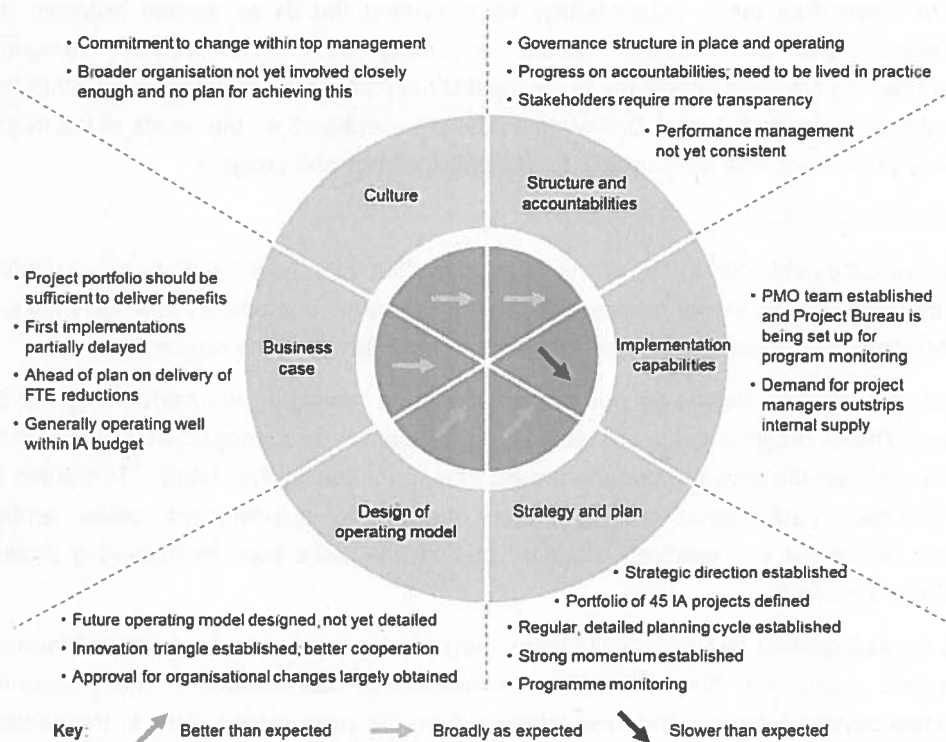 • Commitment to change within top management
• Broader organisation not yet involved closely
enough and no plan for achieving this
• Governance structure in place and operating
• Progress on accountabilities; need to be lived in practice
• Stakeholders require more transparency
• Performance management
not yet consistent
Culture
Structure and
accountabilities
• Project portfolio should be
sufficient to deliver benefits
• First implementations
partially delayed
• Ahead of plan on delivery of
FTE reductions
• Generally operating well
within IA budget
Business
case
Implementation
capabilities
• PMO team established
and Project Bureau is
being set up for
program monitoring
• Demand for project
managers outstrips
internal supply
Design of
operating model
Strategy and plan
• Future operating model designed, not yet detailed
• Innovation triangle established; better cooperation
• Approval for organisational changes largely obtained
• Strategic direction established
• Portfolio of 45 IA projects defined
• Regular, detailed planning cycle established
• Strong momentum established
• Programme monitoring
Key: Better than expected Broadly as expected Slower than expected